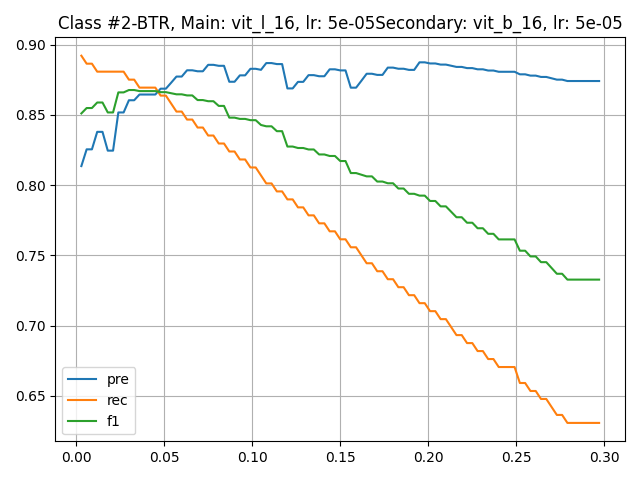 Class #2-BTR, Main: vit_l_16, lr: 5e-05Secondary: vit_b_16, lr: 5e-05
0.90
0.85
0.80
0.75
0.70
0.65
pre
rec
f1
0.00 0.05 0.10 0.15 0.20 0.25 0.30